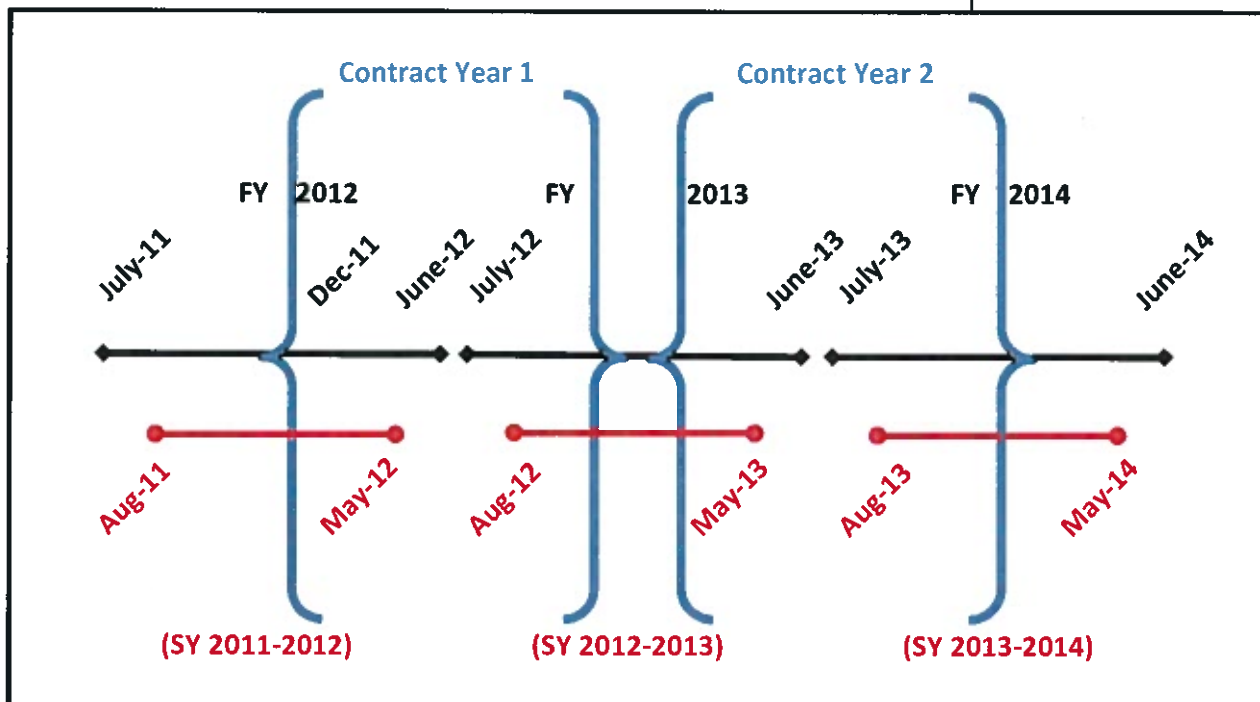 Contract Year 1
Contract Year 2
FY 2012
FY 2013
FY 2014
July-11
Dec-11
June-12
July-12
June-13
July-13
June-14
Aug-11
May-12
Aug-12
May-13
Aug-13
May-14
(SY 2011-2012)
(SY 2012-2013)
(SY 2013-2014)